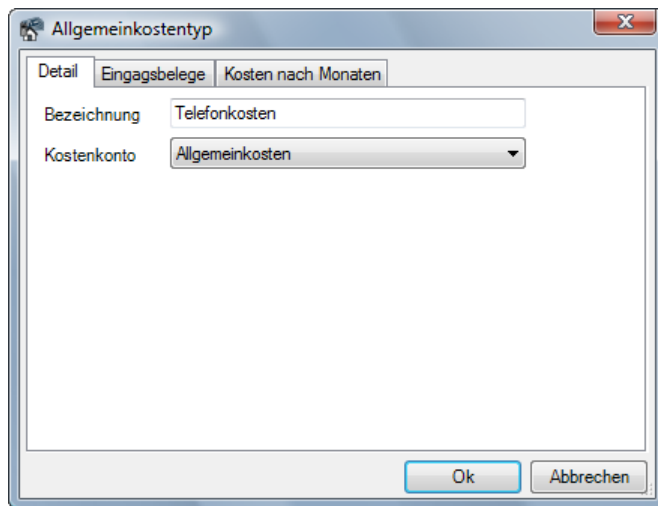 Allgemeinkostentyp
Detail Eingagsbelege Kosten nach Monaten
Bezeichnung Telefonkosten
Kostenkonto Allgemeinkosten
Ok Abbrechen